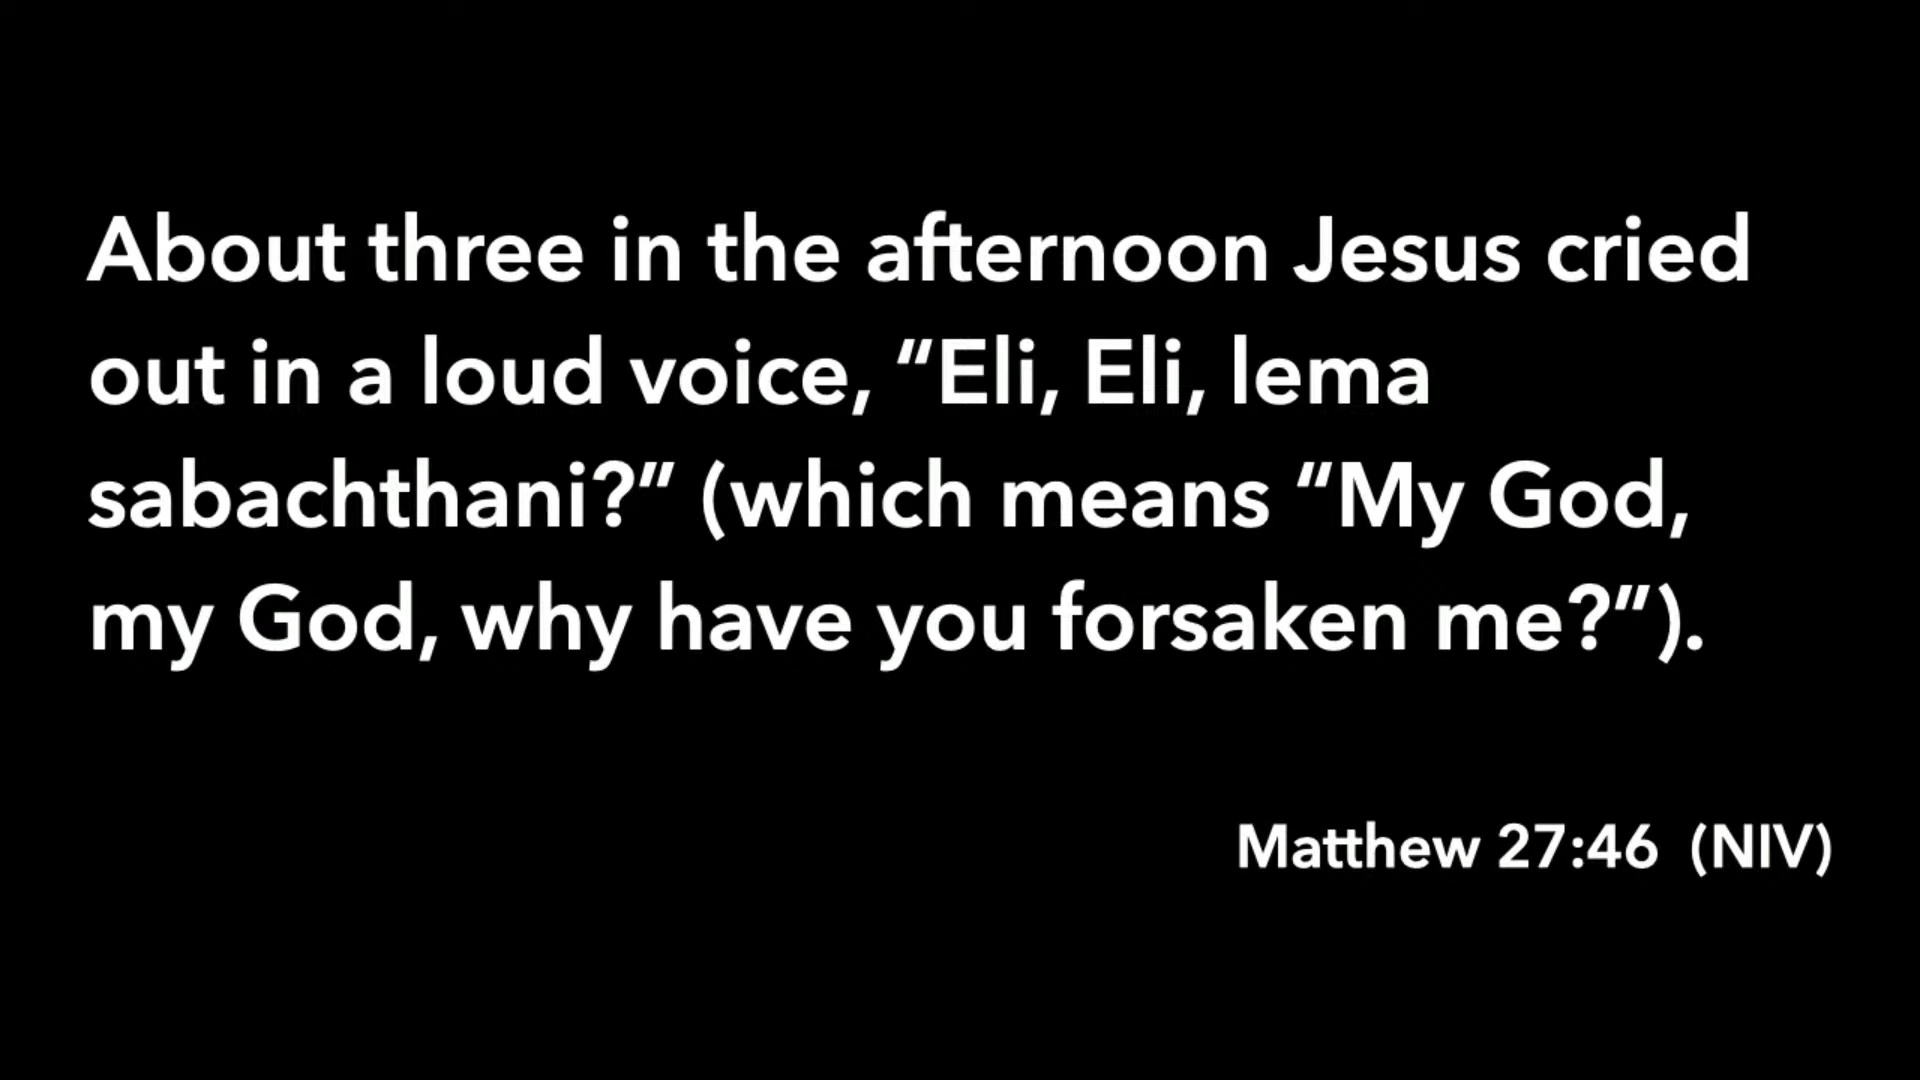 About three in the afternoon Jesus cried
out in a loud voice, “Eli, Eli, lema
sabachthani?” (which means “My God,
my God, why have you forsaken me?”).
Matthew 27:46 (NIV)